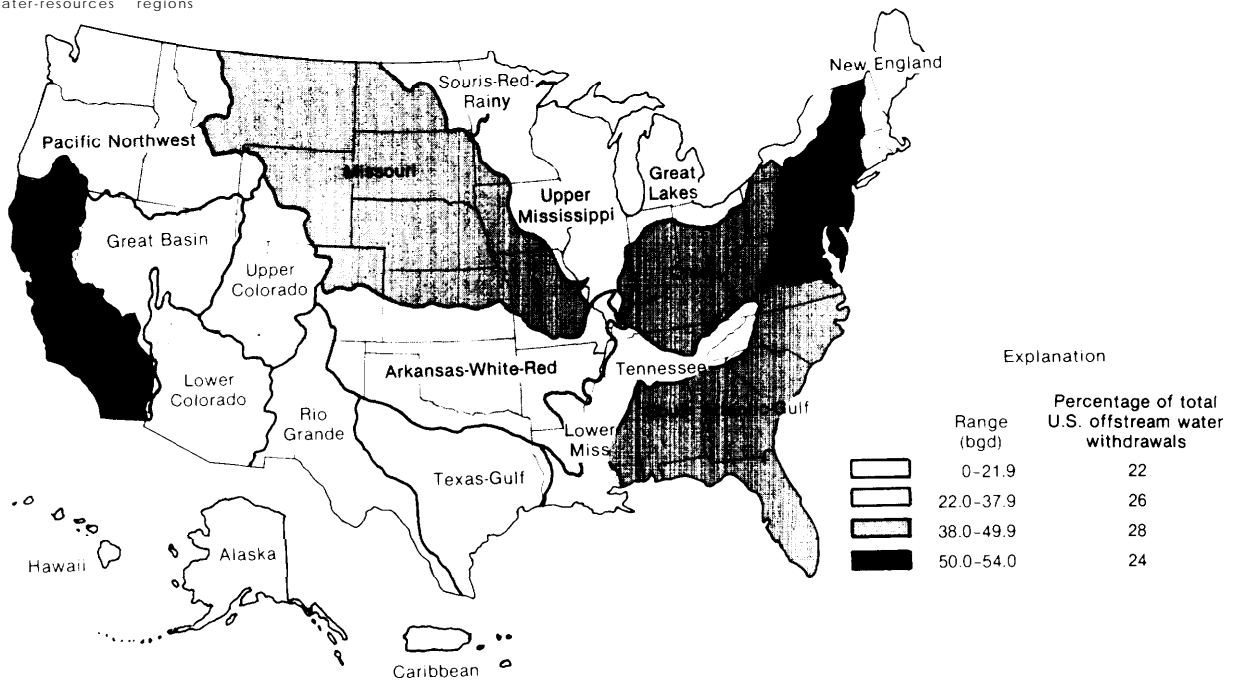 ater-resources regions
New England
Souris-Red-
Rainy
Pacific Northwest
Missouri
Great
Lakes
Upper
Mississippi
Great Basin
Upper
Colorado
Arkansas-White-Red
Tennessee
Lower
Colorado
Rio
Grande
Gulf
Lower
Miss
Texas-Gulf
Hawaii
Alaska
Caribbean
Explanation
Range
(bgd)
Percentage of total
U.S. offstream water
withdrawals
0-21.9 22
22.0-37.9 26
38.0-49.9 28
50.0-54.0 24